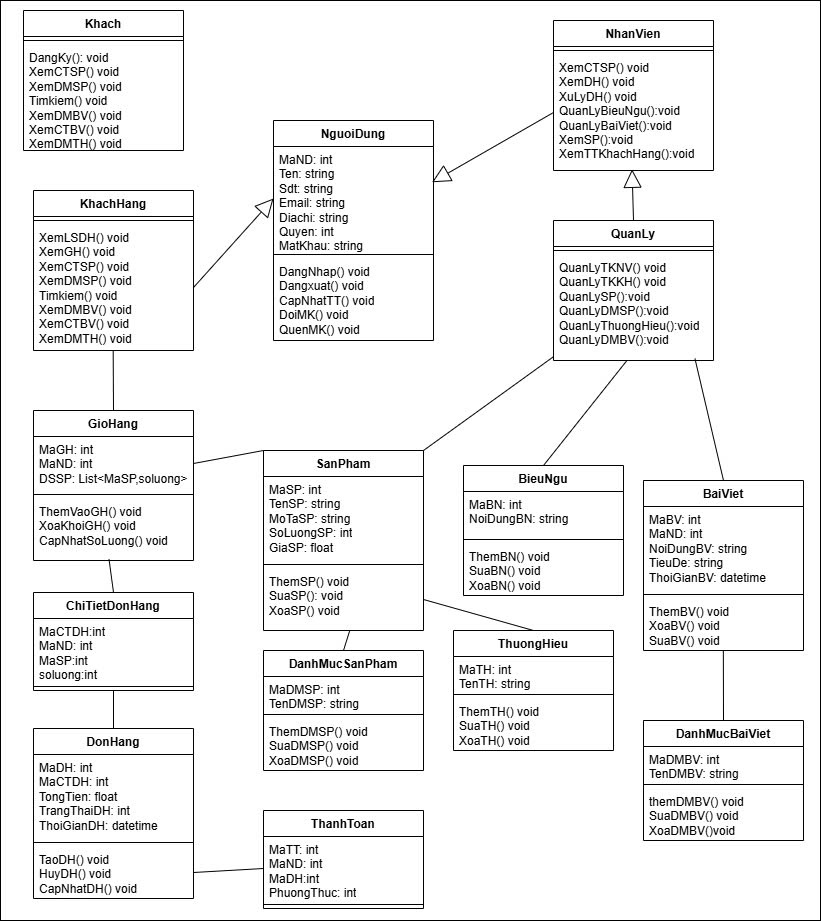 Khach
DangKy(): void
XemCTSP() void
XemDMSP() void
Timkiem() void
XemDMBV() void
XemCTBV() void
XemDMTH() void
NhanVien
XemCTSP() void
XemDH() void
XuLyDH() void
QuanLyBieuNgu():void
QuanLyBaiViet():void
XemSP():void
XemTTKhachHang():void
NguoiDung
MaND: int
Ten: string
Sdt: string
Email: string
Diachi: string
Quyen: int
MatKhau: string
DangNhap() void
Dangxuat() void
CapNhatTT() void
DoiMK() void
QuenMK() void
KhachHang
XemLSDH() void
XemGH() void
XemCTSP() void
XemDMSP() void
Timkiem() void
XemDMBV() void
XemCTBV() void
XemDMTH() void
QuanLy
QuanLyTKNV() void
QuanLyTKKH() void
QuanLySP():void
QuanLyDMSP():void
QuanLyThuongHieu():void
QuanLyDMBV():void
GioHang
MaGH: int
MaND: int
DSSP: List<MaSP,soluong>
ThemVaoGH() void
XoaKhoiGH() void
CapNhatSoLuong() void
SanPham
MaSP: int
TenSP: string
MoTaSP: string
SoLuongSP: int
GiaSP: float
ThemSP() void
SuaSP(): void
XoaSP() void
BieuNgu
MaBN: int
NoiDungBN: string
ThemBN() void
SuaBN() void
XoaBN() void
BaiViet
MaBV: int
MaND: int
NoiDungBV: string
TieuDe: string
ThoiGianBV: datetime
ThemBV() void
XoaBV() void
SuaBV() void
ChiTietDonHang
MaCTDH:int
MaND: int
MaSP:int
soluong:int
DanhMucSanPham
MaDMSP: int
TenDMSP: string
ThemDMSP() void
SuaDMSP() void
XoaDMSP() void
ThuongHieu
MaTH: int
TenTH: string
ThemTH() void
SuaTH() void
XoaTH() void
DonHang
MaDH: int
MaCTDH: int
TongTien: float
TrangThaiDH: int
ThoiGianDH: datetime
TaoDH() void
HuyDH() void
CapNhatDH() void
DanhMucBaiViet
MaDMBV: int
TenDMBV: string
themDMBV() void
SuaDMBV() void
XoaDMBV()void
ThanhToan
MaTT: int
MaND: int
MaDH:int
PhuongThuc: int